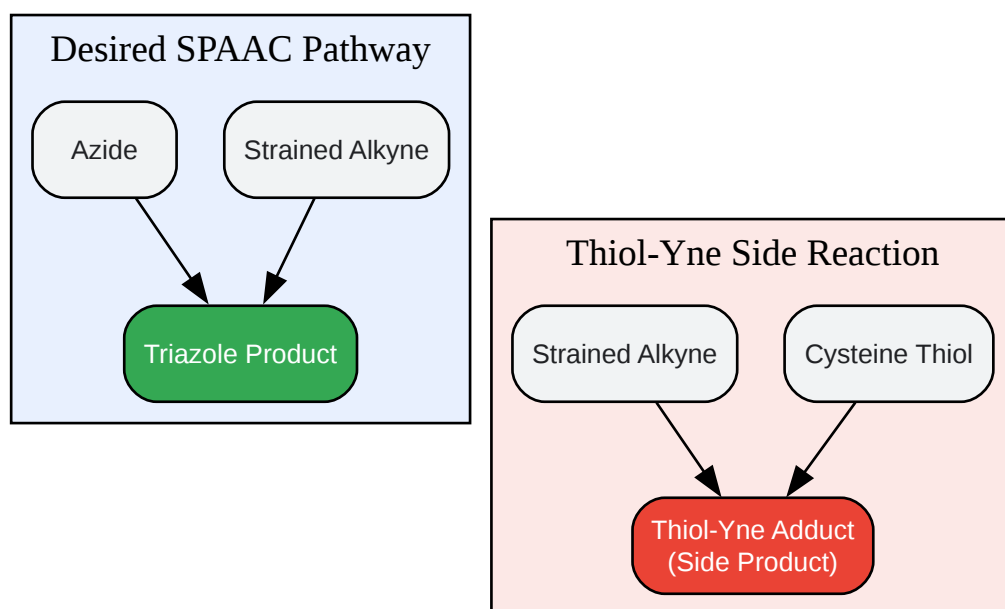 Desired SPAAC Pathway
Azide
Strained Alkyne
Triazole Product
Thiol-Yne Side Reaction
Strained Alkyne
Cysteine Thiol
Thiol-Yne Adduct
(Side Product)